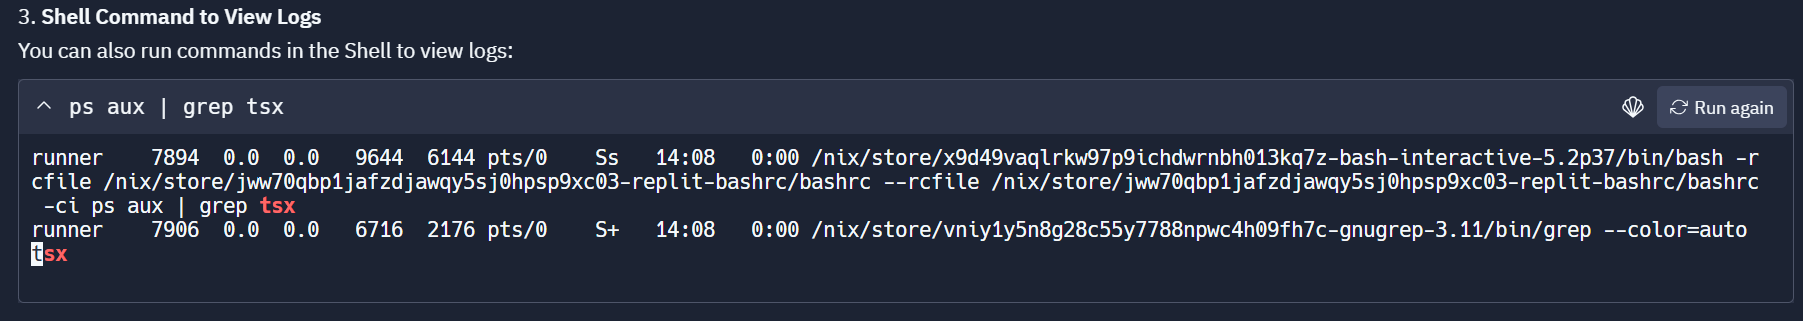 3. Shell Command to View Logs
You can also run commands in the Shell to view logs:
ps aux | grep tsx
Run again
runner    7894  0.0  0.0   9644  6144 pts/0    Ss   14:08   0:00 /nix/store/x9d49vaqlrkw97p9ichdwrnbh013kq7z-bash-interactive-5.2p37/bin/bash -r
cfile /nix/store/jww70qbp1jafzdjawqy5sj0hpsp9xc03-replit-bashrc/bashrc --rcfile /nix/store/jww70qbp1jafzdjawqy5sj0hpsp9xc03-replit-bashrc/bashrc
 -ci ps aux | grep tsx
runner    7906  0.0  0.0   6716  2176 pts/0    S+   14:08   0:00 /nix/store/vniy1y5n8g28c55y7788npwc4h09fh7c-gnugrep-3.11/bin/grep --color=auto
tsx